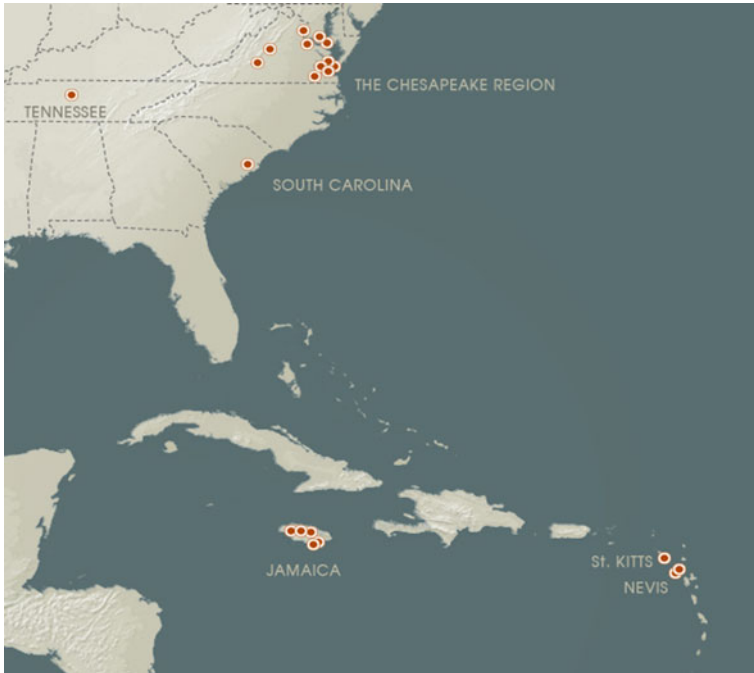 THE CHESAPEAKE REGION
TENNESSEE
SOUTH CAROLINA
St. KITTS
JAMAICA
NEVIS